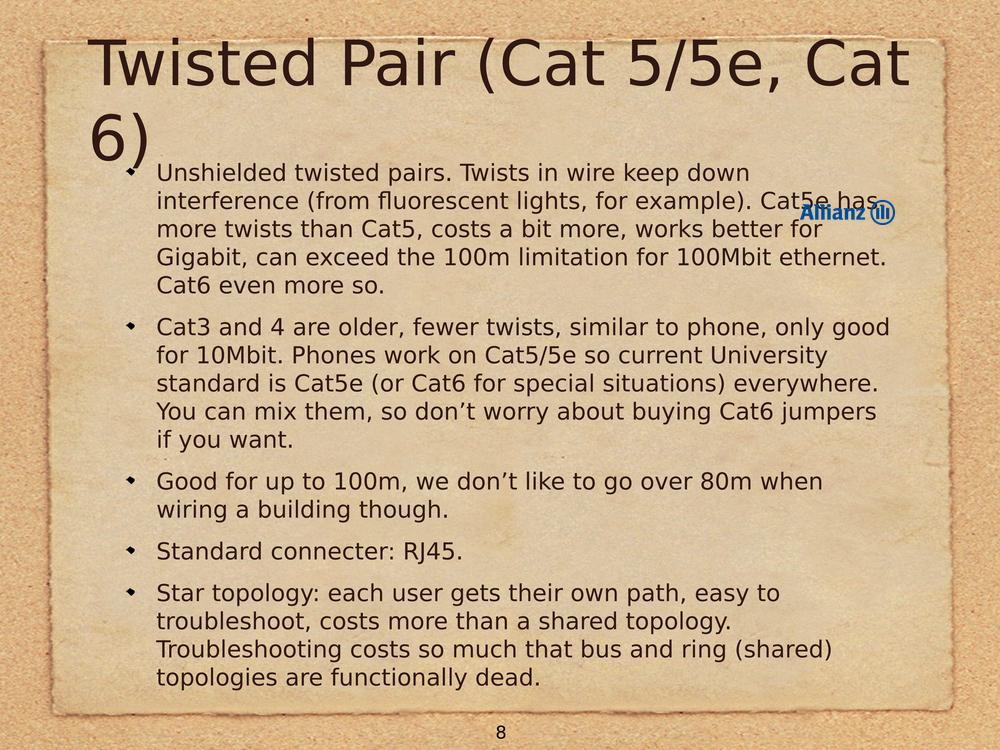 Twisted Pair (Cat 5/5e, Cat
6)
Unshielded twisted pairs. Twists in wire keep down
interference (from fluorescent lights, for example). Cat5e has
Allianz
more twists than Cat5, costs a bit more, works better for
Gigabit, can exceed the 100m limitation for 100Mbit ethernet.
Cat6 even more so.
Cat3 and 4 are older, fewer twists, similar to phone, only good
for 10Mbit. Phones work on Cat5/5e so current University
standard is Cat5e (or Cat6 for special situations) everywhere.
You can mix them, so don’t worry about buying Cat6 jumpers
if you want.
Good for up to 100m, we don’t like to go over 80m when
wiring a building though.
Standard connecter: RJ45.
Star topology: each user gets their own path, easy to
troubleshoot, costs more than a shared topology.
Troubleshooting costs so much that bus and ring (shared)
topologies are functionally dead.
8